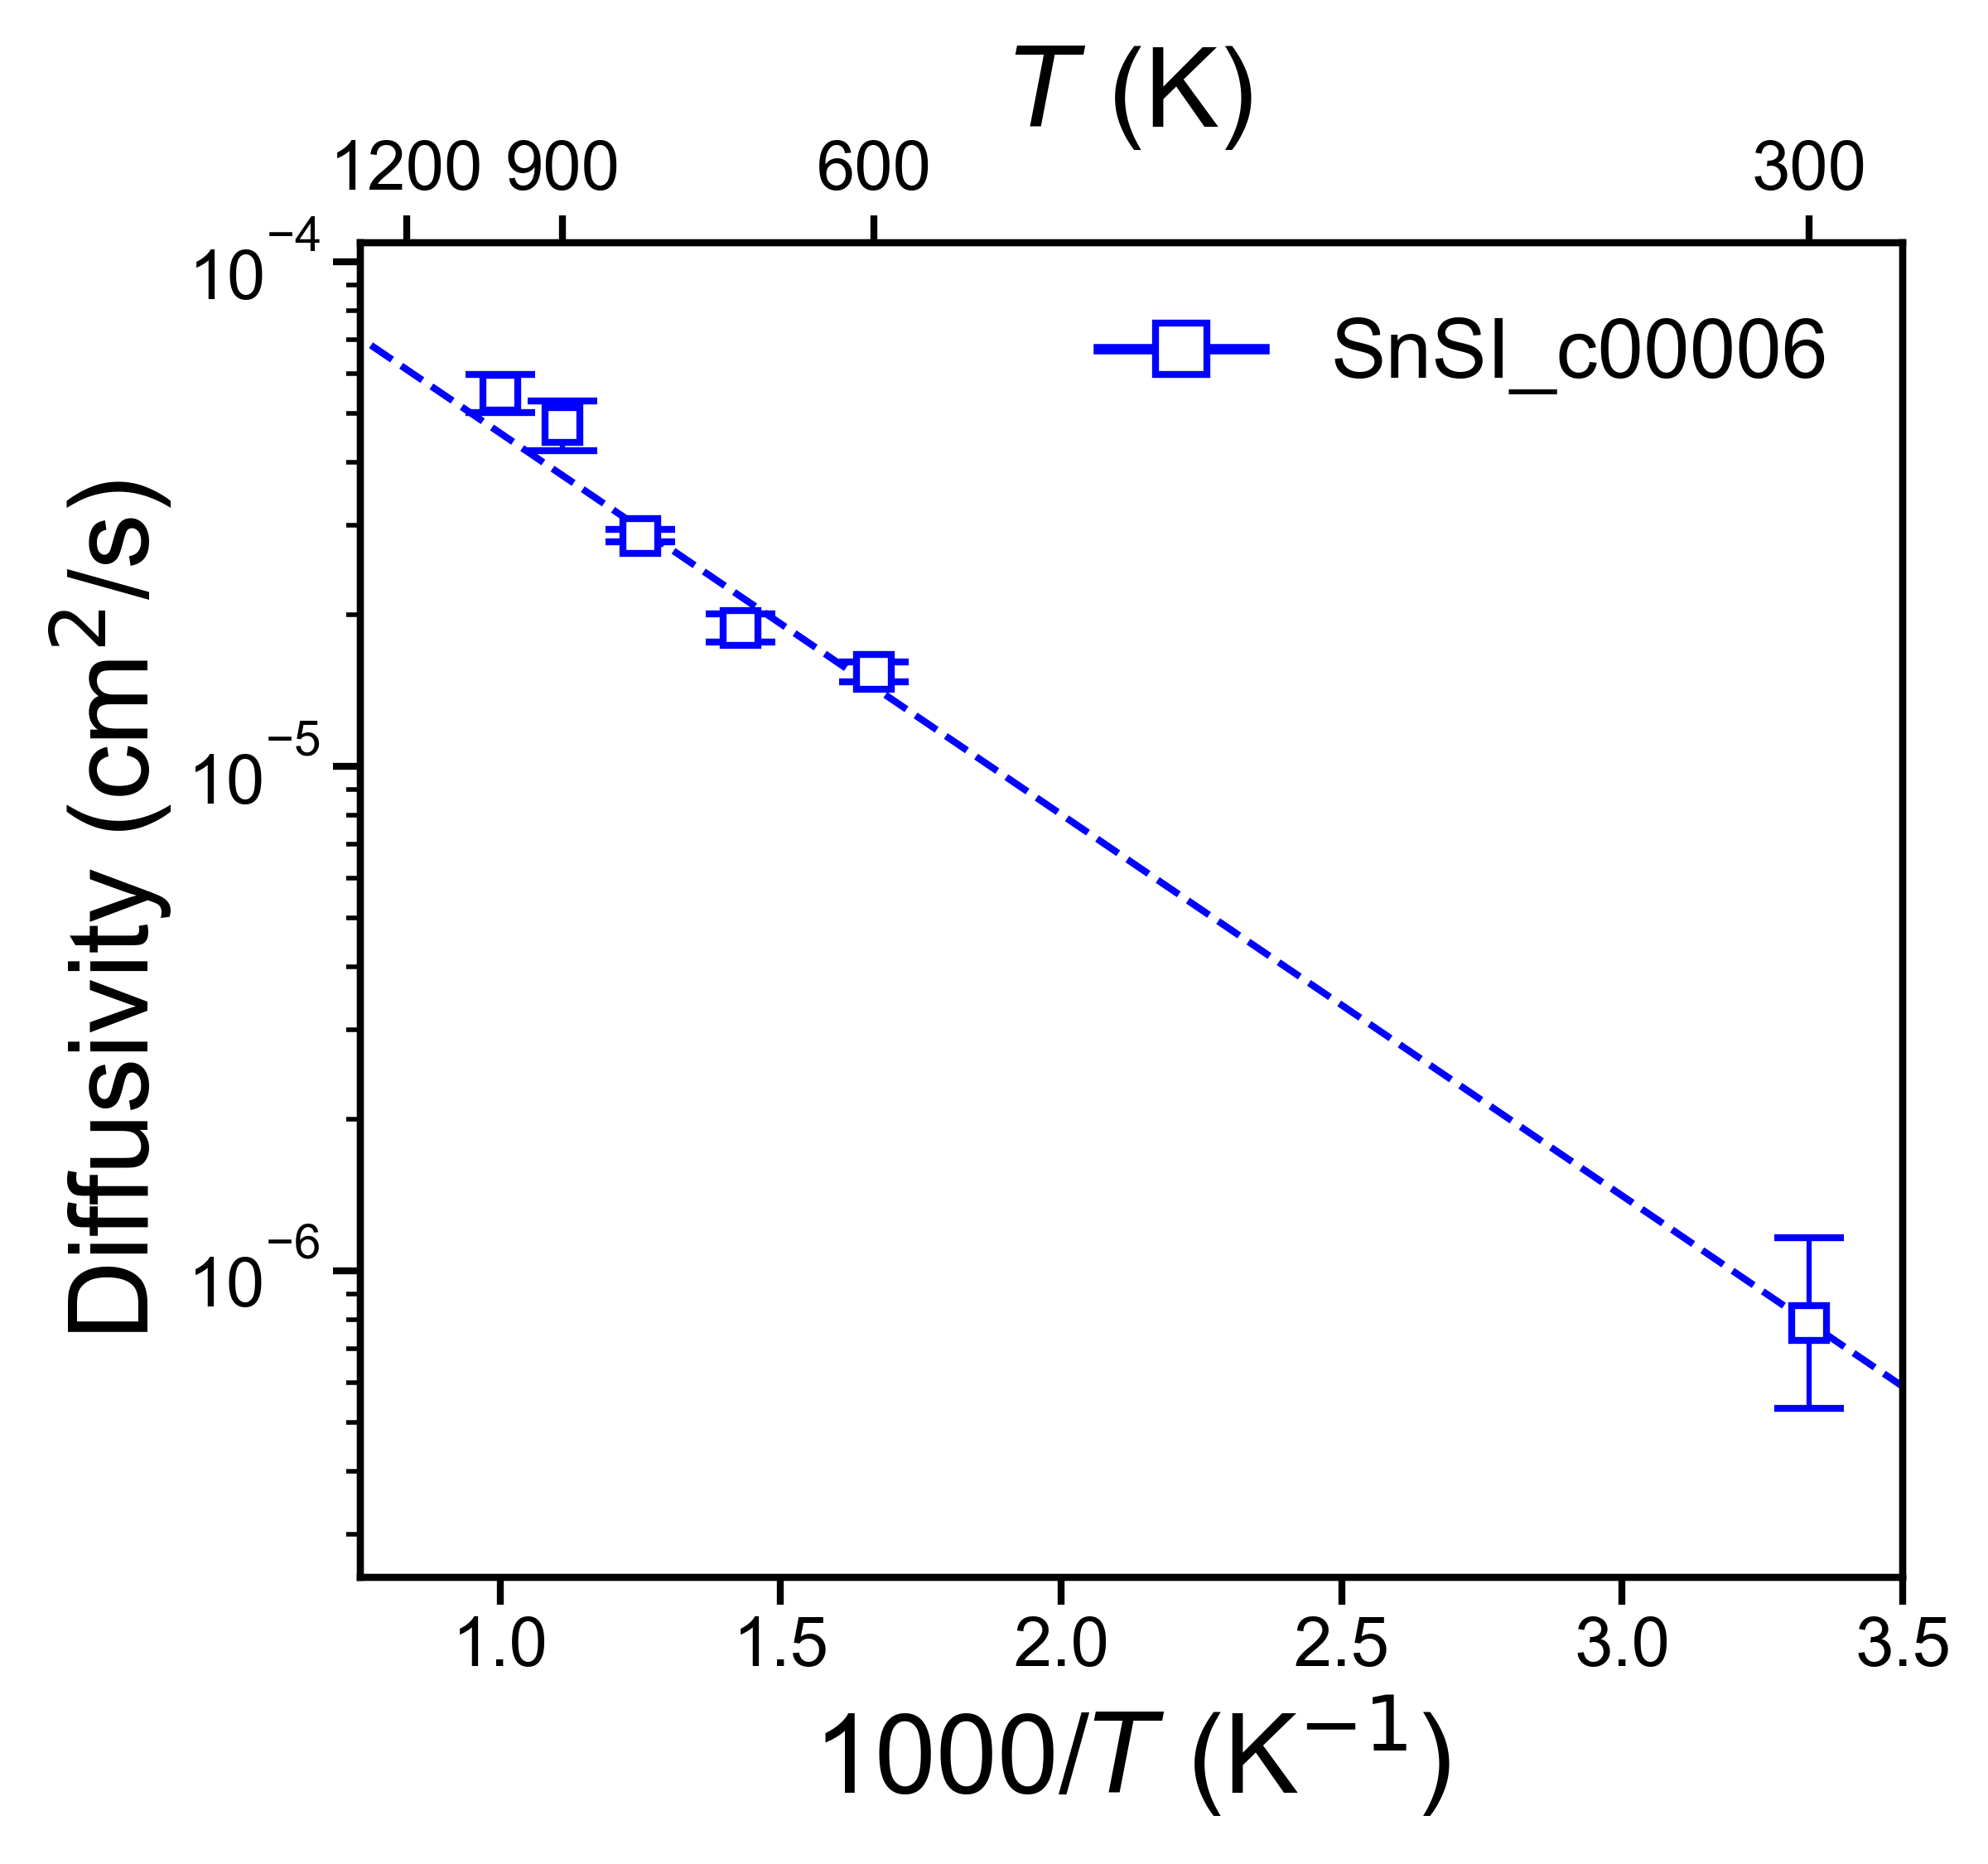 T (K)
1200 900 600 300
10⁻⁴
SnSI_c00006
10⁻⁵
Diffusivity (cm²/s)
10⁻⁶
1.0 1.5 2.0 2.5 3.0 3.5
1000/T (K⁻¹)